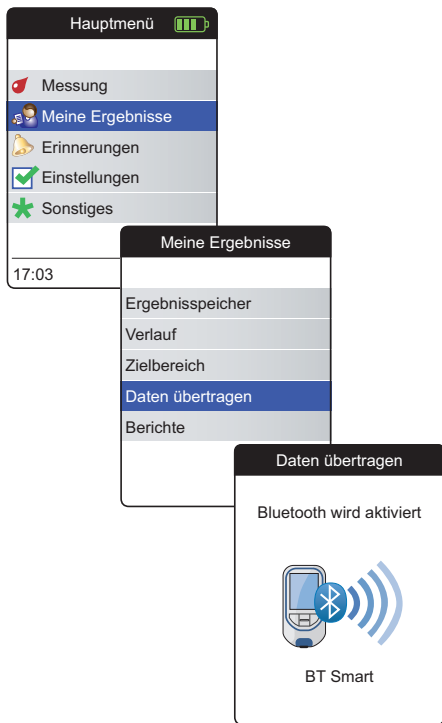 Hauptmenü
Messung
Meine Ergebnisse
Erinnerungen
Einstellungen
Sonstiges
17:03
Meine Ergebnisse
Ergebnisspeicher
Verlauf
Zielbereich
Daten übertragen
Berichte
Daten übertragen
Bluetooth wird aktiviert
BT Smart